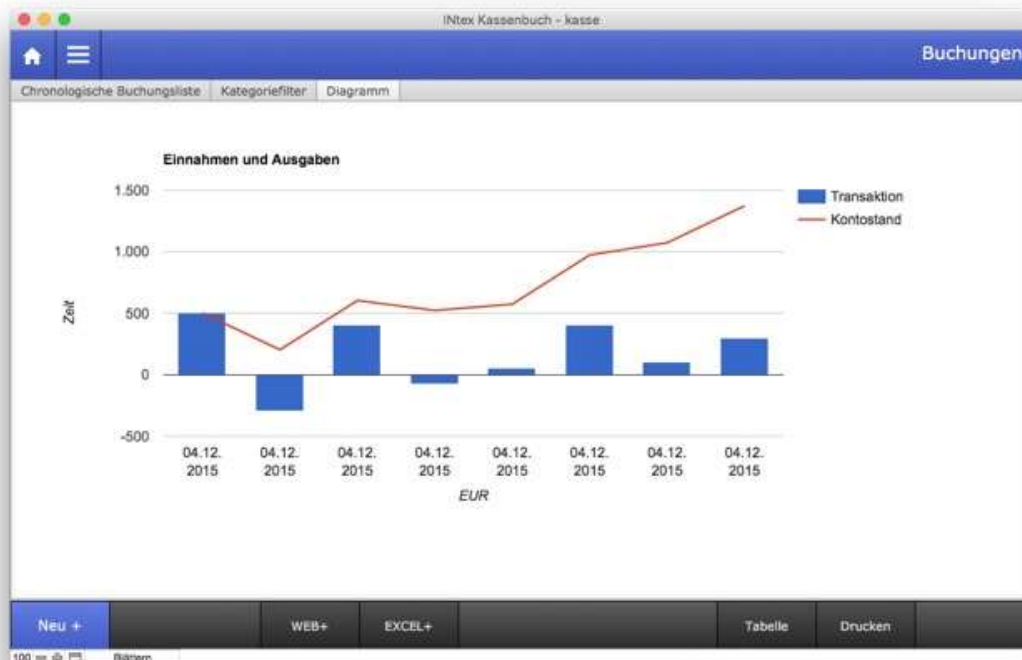 INtex Kassenbuch - kasse
Buchungen
Chronologische Buchungsliste Kategoriefilter Diagramm
Einnahmen und Ausgaben
1.500
1.000
500
0
-500
Zeit
Transaktion
Kontostand
04.12. 04.12. 04.12. 04.12. 04.12. 04.12. 04.12. 04.12.
2015 2015 2015 2015 2015 2015 2015 2015
EUR
Neu + WEB+ EXCEL+ Tabelle Drucken
100 Blättern